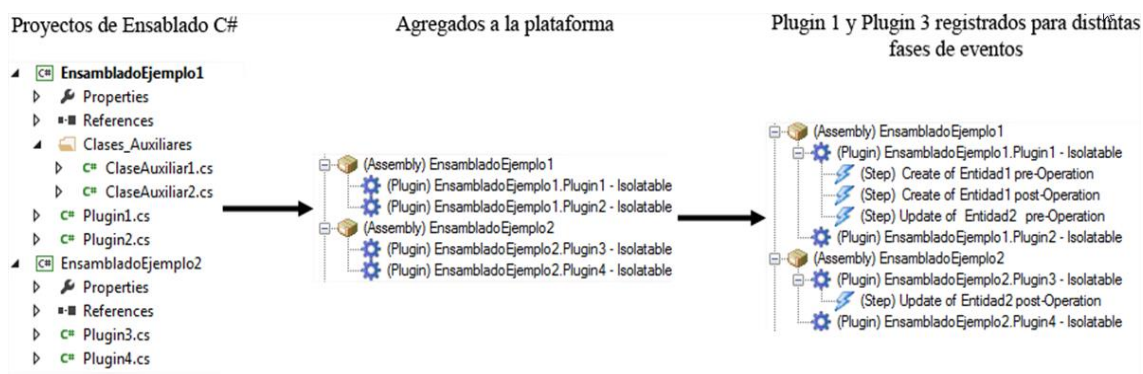 Proyectos de Ensablado C#
C# EnsambladoEjemplo1
Properties
References
Clases_Auxiliares
C# ClaseAuxiliar1.cs
C# ClaseAuxiliar2.cs
C# Plugin1.cs
C# Plugin2.cs
C# EnsambladoEjemplo2
Properties
References
C# Plugin3.cs
C# Plugin4.cs
Agregados a la plataforma
(Assembly) EnsambladoEjemplo1
(Plugin) EnsambladoEjemplo1.Plugin1 - Isolatable
(Plugin) EnsambladoEjemplo1.Plugin2 - Isolatable
(Assembly) EnsambladoEjemplo2
(Plugin) EnsambladoEjemplo2.Plugin3 - Isolatable
(Plugin) EnsambladoEjemplo2.Plugin4 - Isolatable
Plugin 1 y Plugin 3 registrados para distintas
fases de eventos
(Assembly) EnsambladoEjemplo1
(Plugin) EnsambladoEjemplo1.Plugin1 - Isolatable
(Step) Create of Entidad1 pre-Operation
(Step) Create of Entidad1 post-Operation
(Step) Update of Entidad2 pre-Operation
(Plugin) EnsambladoEjemplo1.Plugin2 - Isolatable
(Assembly) EnsambladoEjemplo2
(Plugin) EnsambladoEjemplo2.Plugin3 - Isolatable
(Step) Update of Entidad2 post-Operation
(Plugin) EnsambladoEjemplo2.Plugin4 - Isolatable